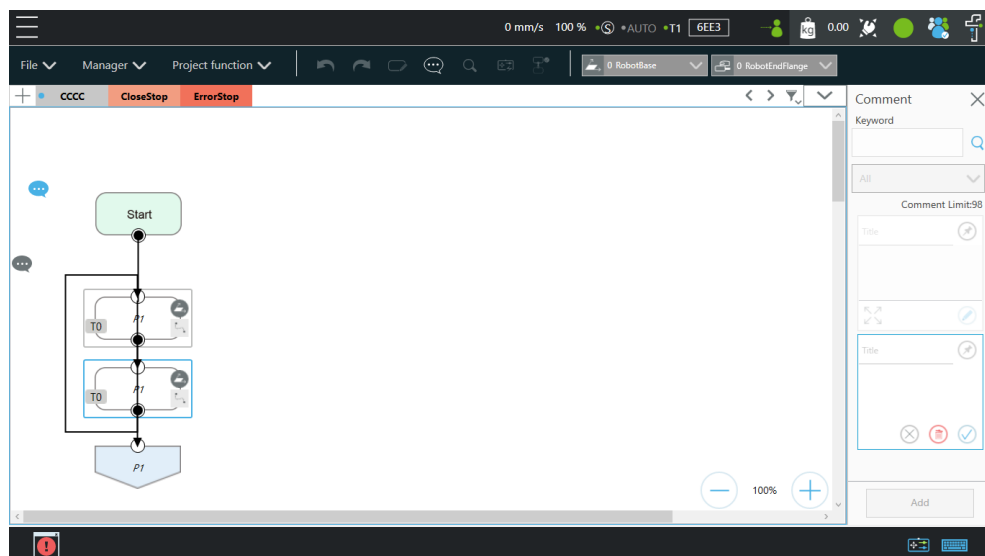 0 mm/s 100 % •Ⓢ •AUTO •T1 6EE3 kg 0.00
File Manager Project function 0 RobotBase 0 RobotEndFlange
CCCC CloseStop ErrorStop
Comment
Keyword
All
Comment Limit:98
Start
Title
P1
T0
Title
P1
T0
P1
100%
Add